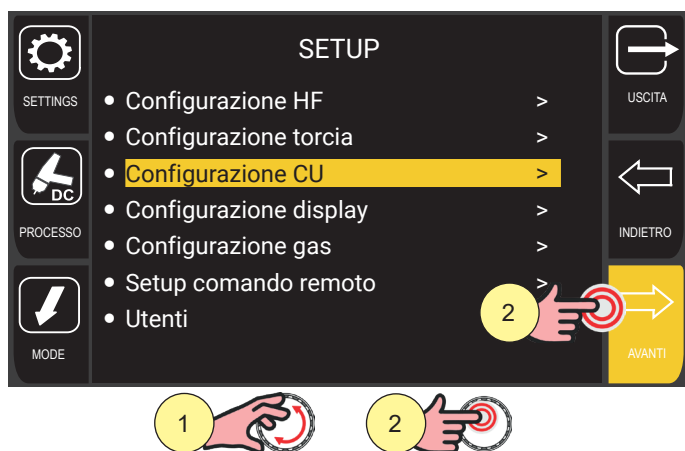 SETUP
SETTINGS
DC
PROCESSO
MODE
• Configurazione HF >
• Configurazione torcia >
• Configurazione CU >
• Configurazione display >
• Configurazione gas >
• Setup comando remoto >
• Utenti
USCITA
INDIETRO
AVANTI
2
1
2